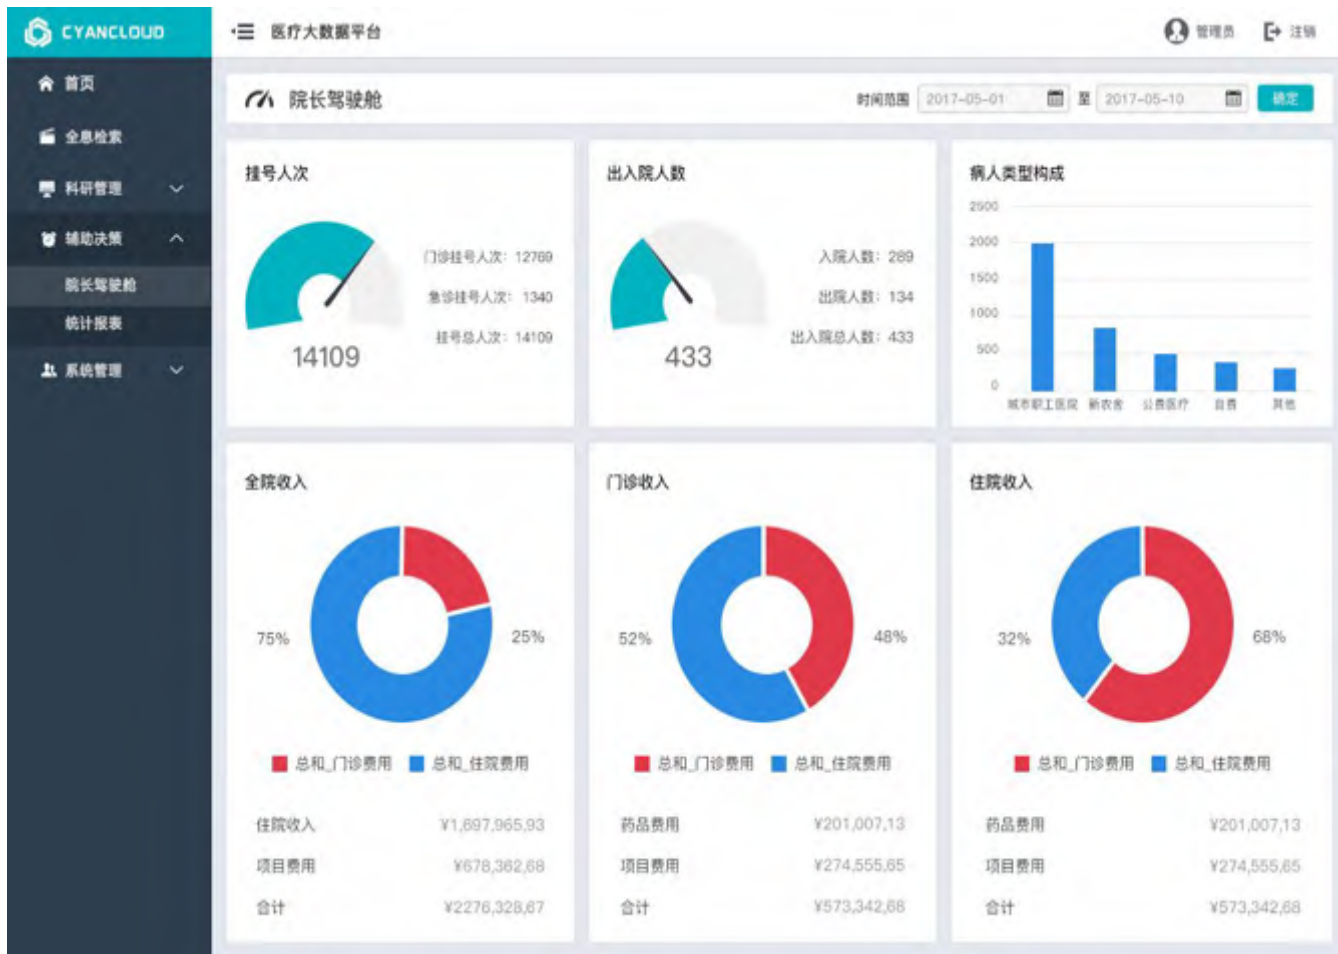 CYANCLOUD
医疗大数据平台
管理员
注销
首页
全息检索
科研管理
辅助决策
院长驾驶舱
统计报表
系统管理
院长驾驶舱
时间范围 2017-05-01 至 2017-05-10 确定
挂号人次
门诊挂号人次: 12769
急诊挂号人次: 1340
挂号总人次: 14109
14109
出入院人数
入院人数: 289
出院人数: 134
出入院总人数: 433
433
病人类型构成
2500
2000
1500
1000
500
0
城市职工医院 新农舍 公费医疗 自费 其他
全院收入
75%
25%
总和_门诊费用 总和_住院费用
住院收入 ¥1,697,965,93
项目费用 ¥678,362,68
合计 ¥2276,328,67
门诊收入
52%
48%
总和_门诊费用 总和_住院费用
药品费用 ¥201,007,13
项目费用 ¥274,555,65
合计 ¥573,342,68
住院收入
32%
68%
总和_门诊费用 总和_住院费用
药品费用 ¥201,007,13
项目费用 ¥274,555,65
合计 ¥573,342,68